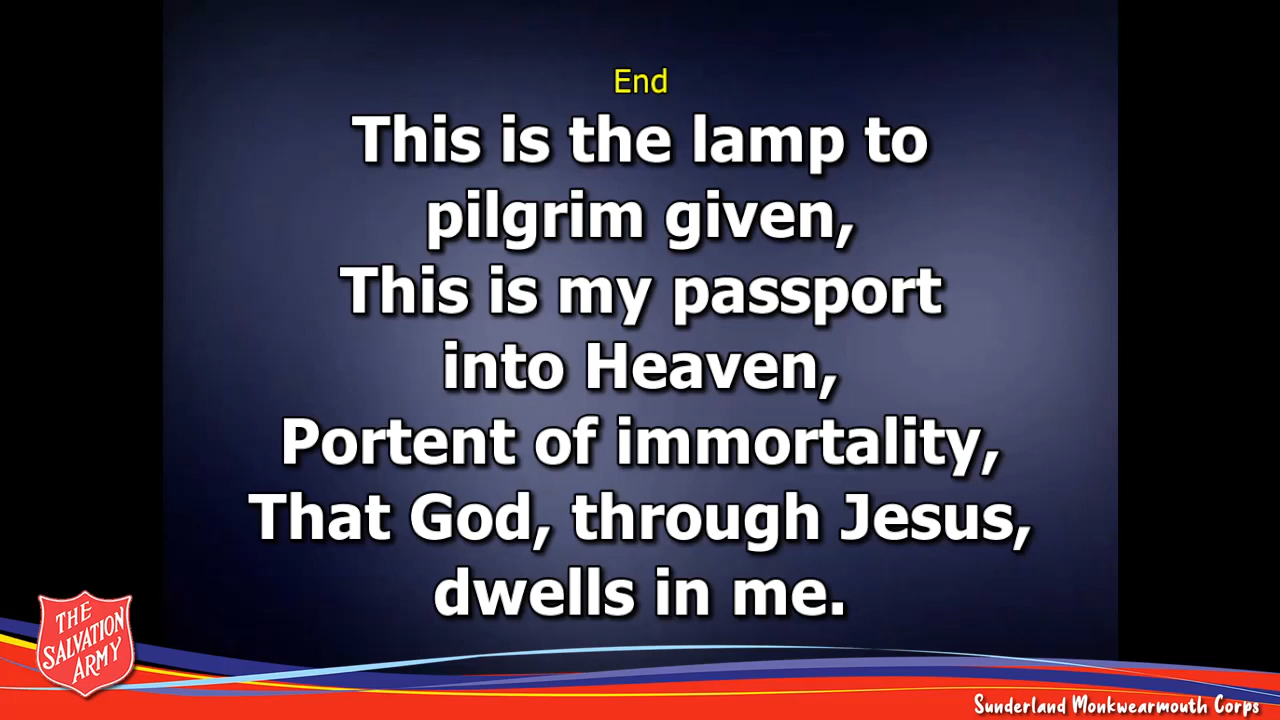 End
This is the lamp to
pilgrim given,
This is my passport
into Heaven,
Portent of immortality,
That God, through Jesus,
dwells in me.
THE
SALVATION
ARMY
Sunderland Monkwearmouth Corps